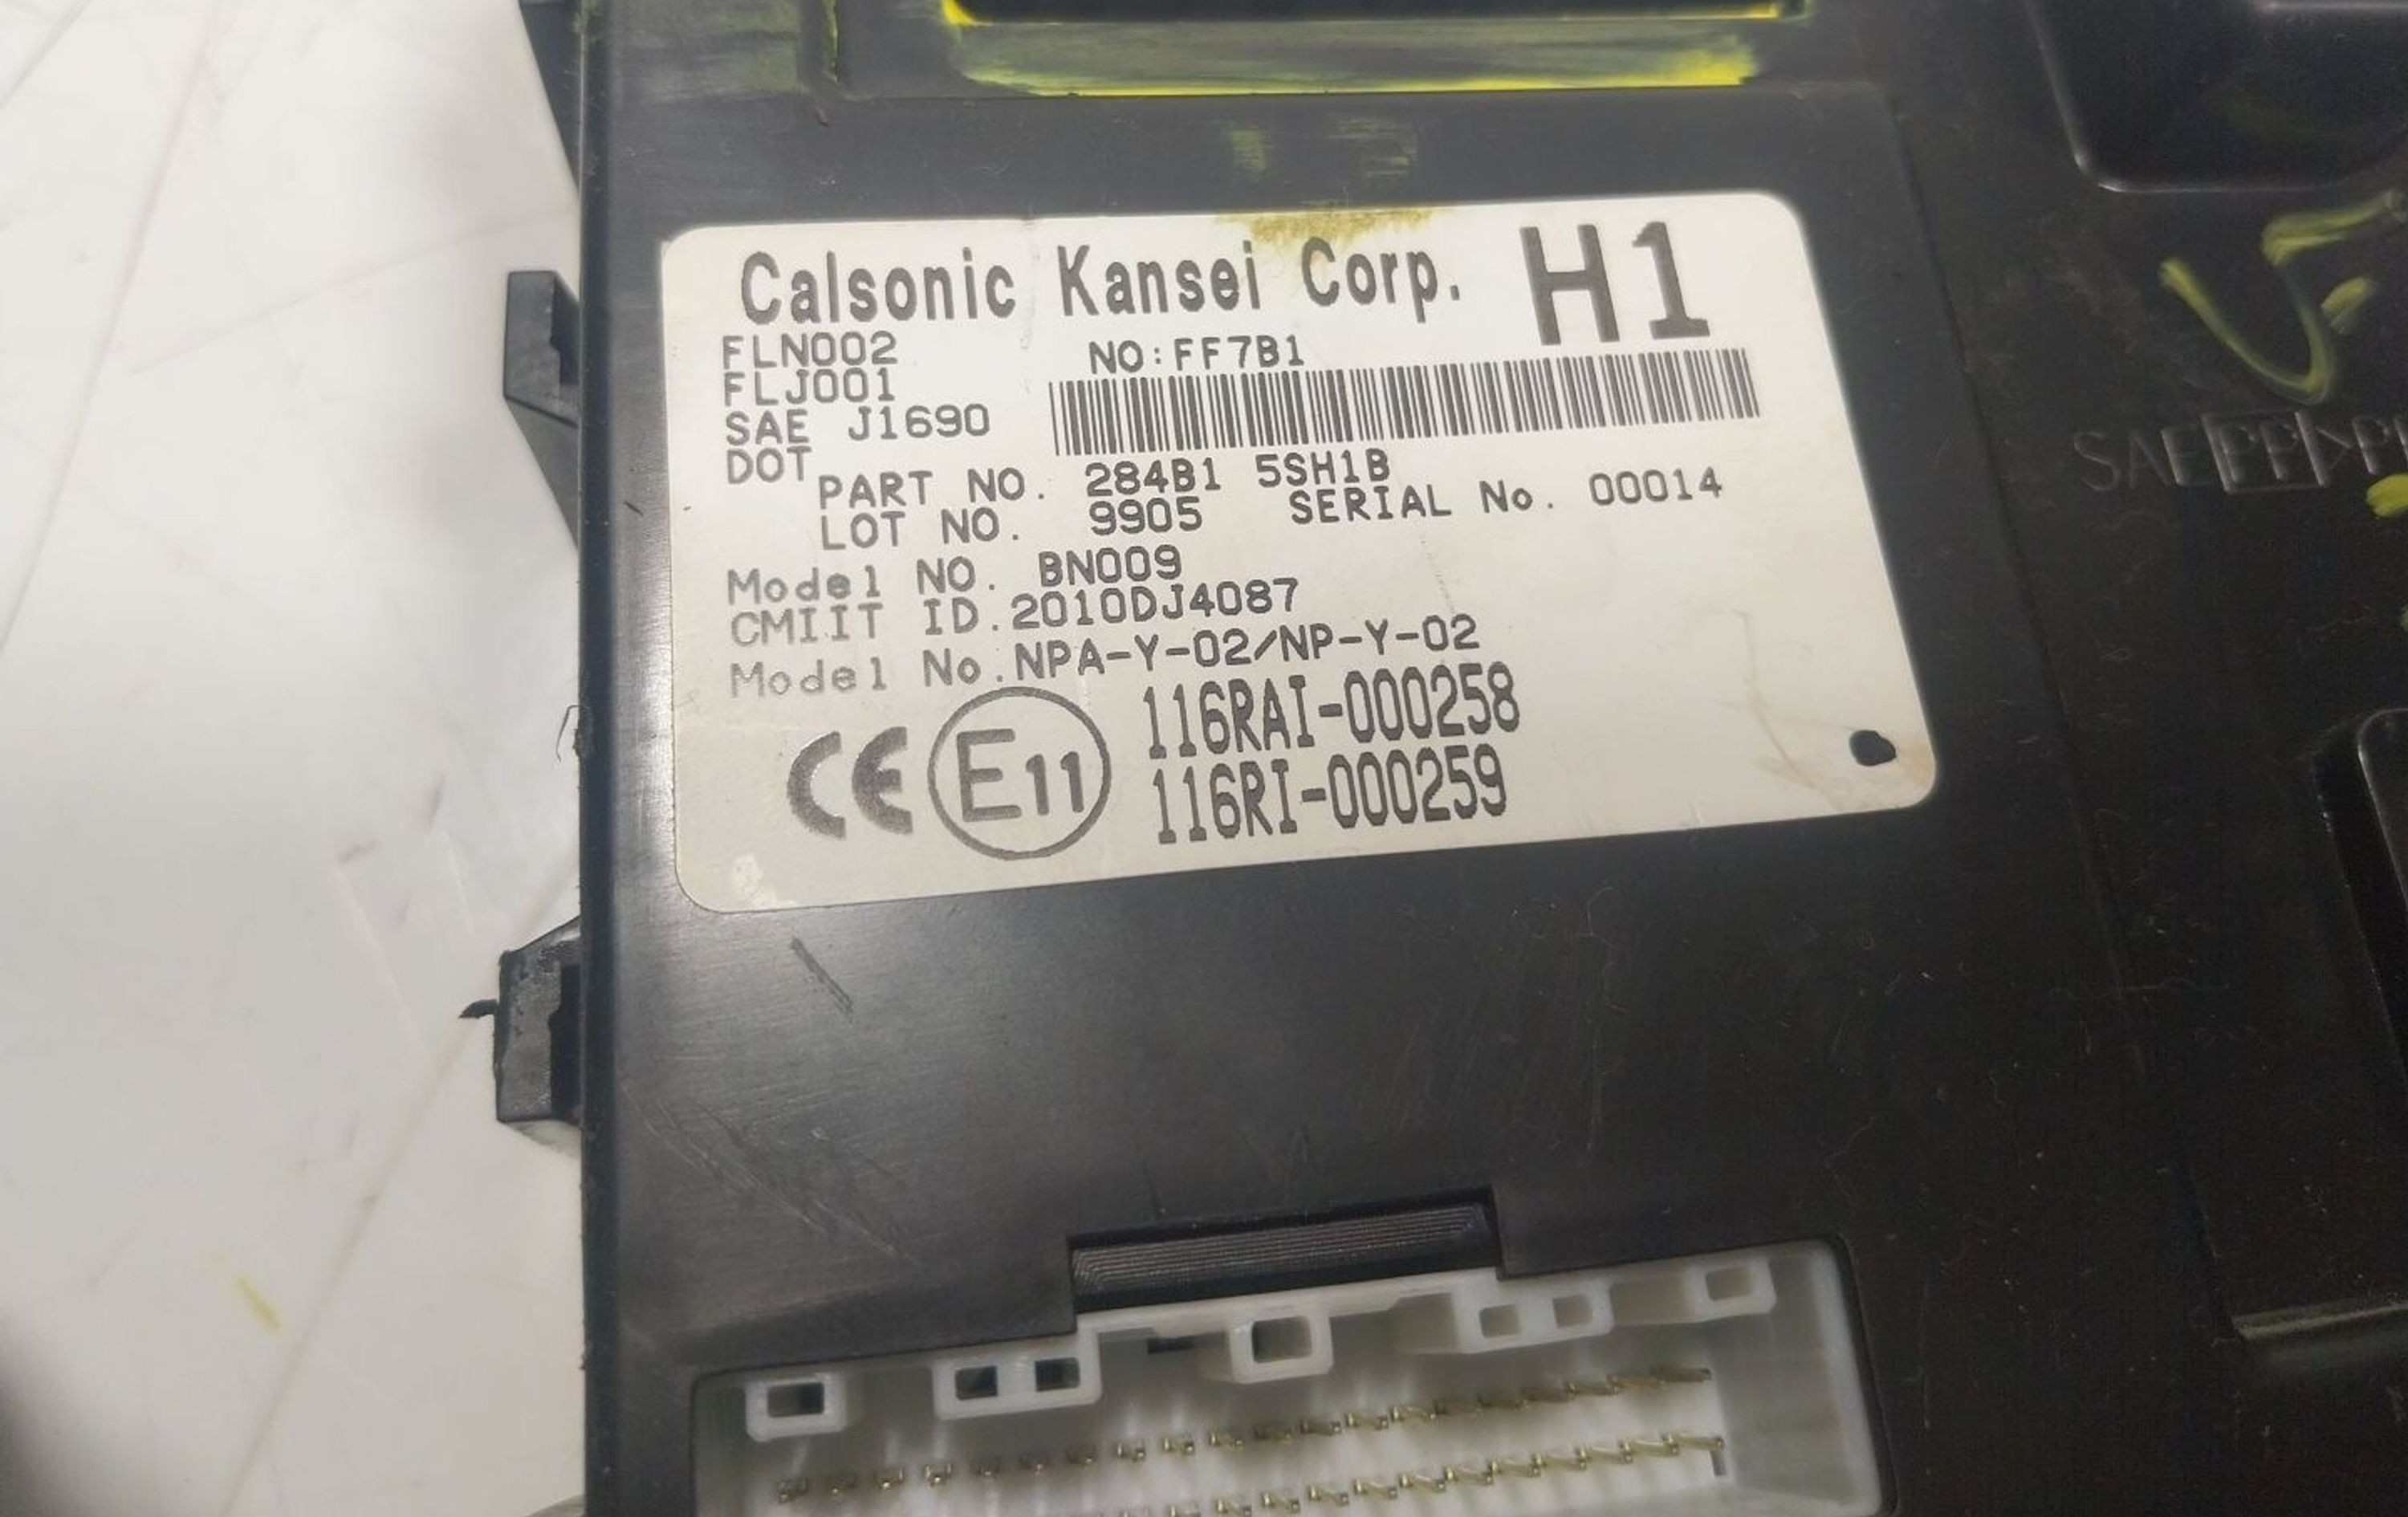 Calsonic Kansei Corp. H1
FLN002 NO:FF7B1
FLJ001
SAE J1690
DOT
PART NO. 284B1 5SH1B
LOT NO. 9905 SERIAL No. 00014
Model NO. BN009
CMIIT ID.2010DJ4087
Model No.NPA-Y-02/NP-Y-02
CE E11 116RAI-000258
116RI-000259
SAE